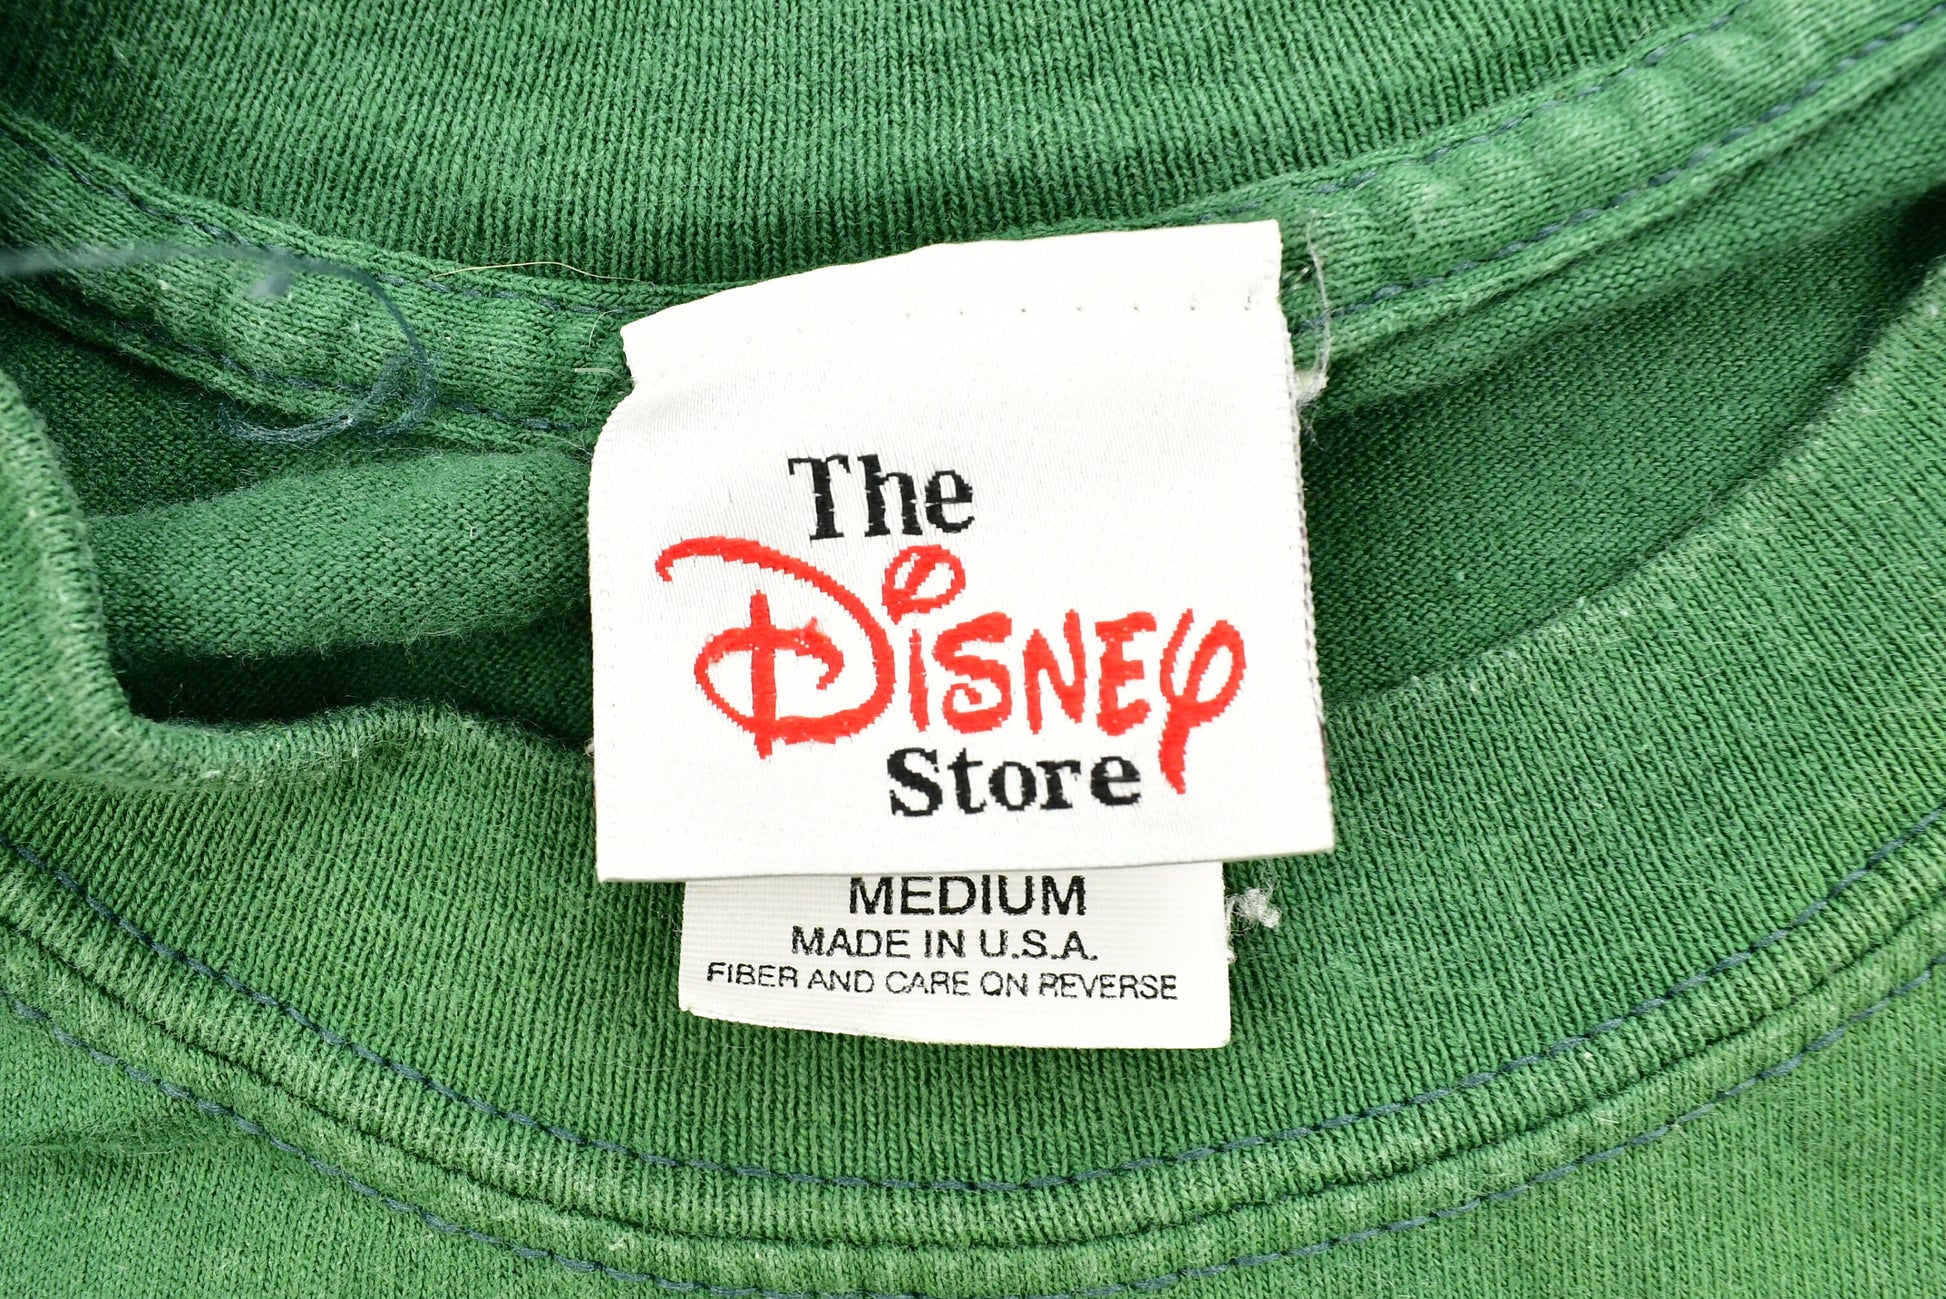 The
Disney
Store
MEDIUM
MADE IN U.S.A.
FIBER AND CARE ON REVERSE